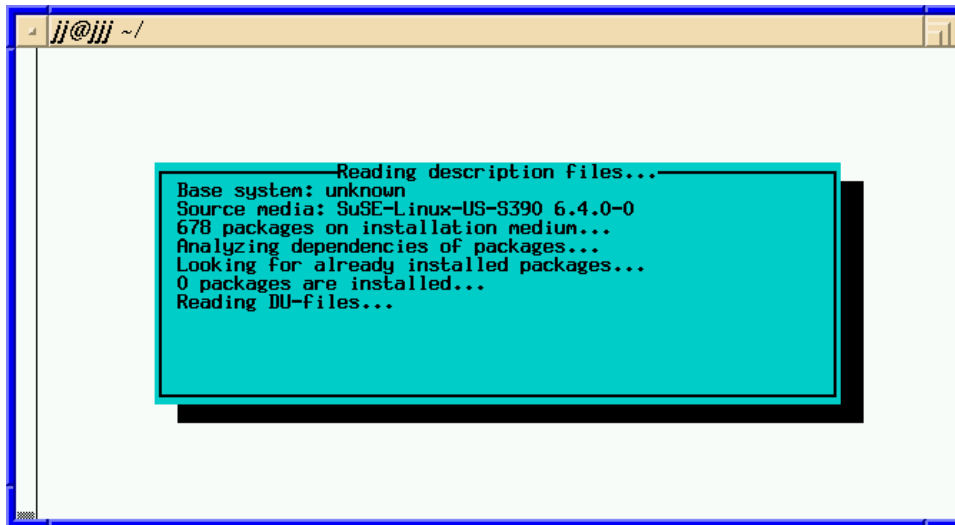 jj@jjj ~/
Reading description files...
Base system: unknown
Source media: SuSE-Linux-US-S390 6.4.0-0
678 packages on installation medium...
Analyzing dependencies of packages...
Looking for already installed packages...
0 packages are installed...
Reading DU-files...